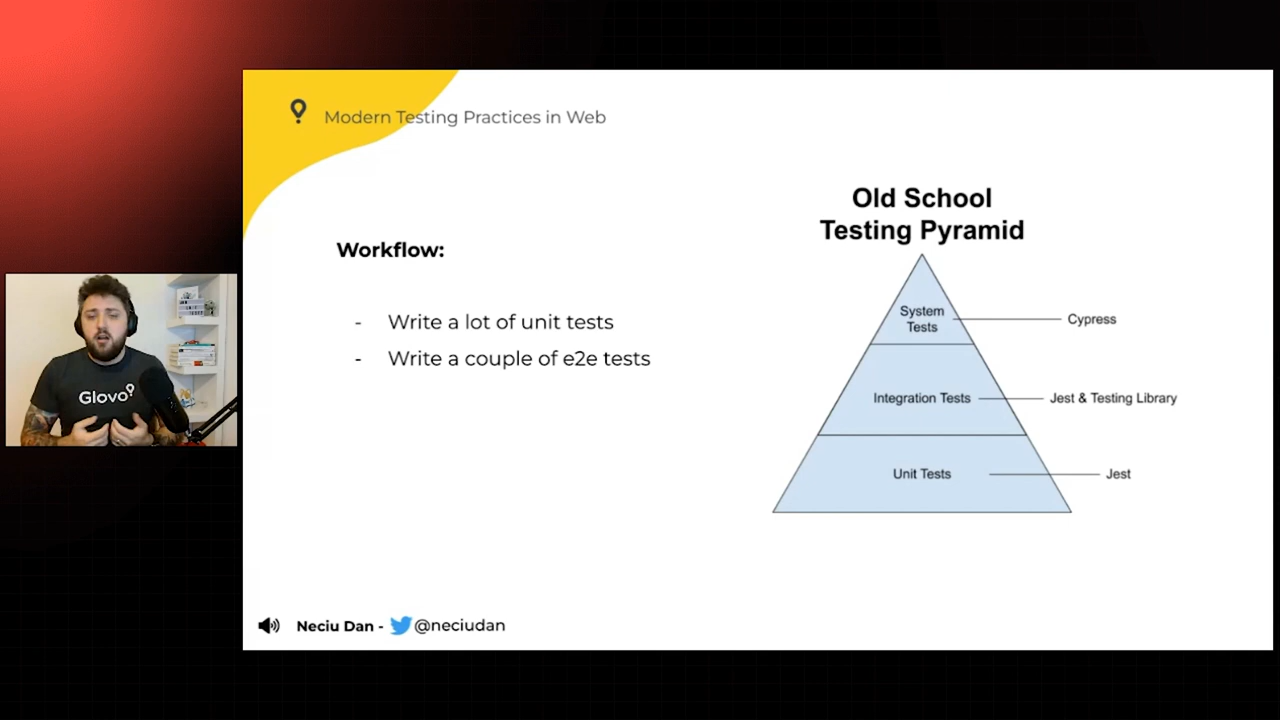 Modern Testing Practices in Web
Old School
Testing Pyramid
Workflow:
- Write a lot of unit tests
- Write a couple of e2e tests
System
Tests
Cypress
Integration Tests
Jest & Testing Library
Unit Tests
Jest
Glovo
Neciu Dan - @neciudan